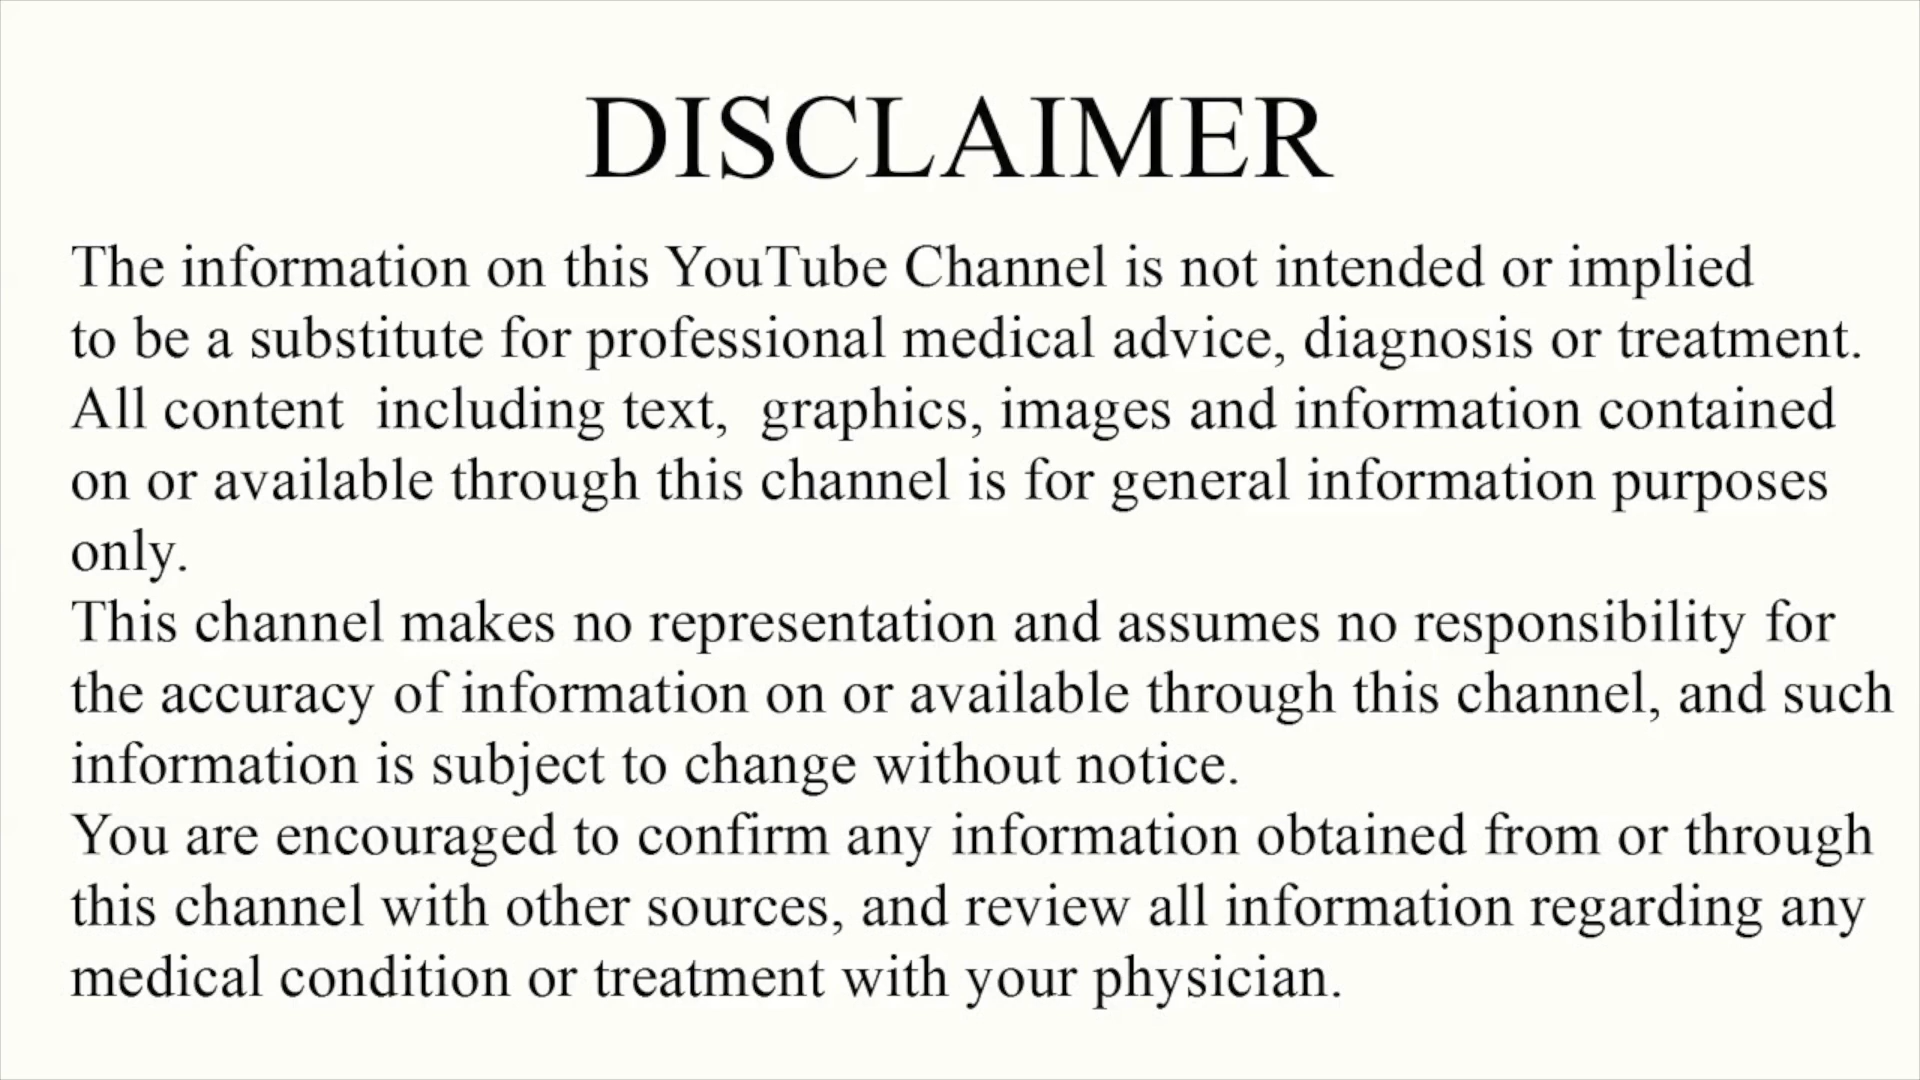 DISCLAIMER
The information on this YouTube Channel is not intended or implied
to be a substitute for professional medical advice, diagnosis or treatment.
All content  including text,  graphics, images and information contained
on or available through this channel is for general information purposes
only.
This channel makes no representation and assumes no responsibility for
the accuracy of information on or available through this channel, and such
information is subject to change without notice.
You are encouraged to confirm any information obtained from or through
this channel with other sources, and review all information regarding any
medical condition or treatment with your physician.